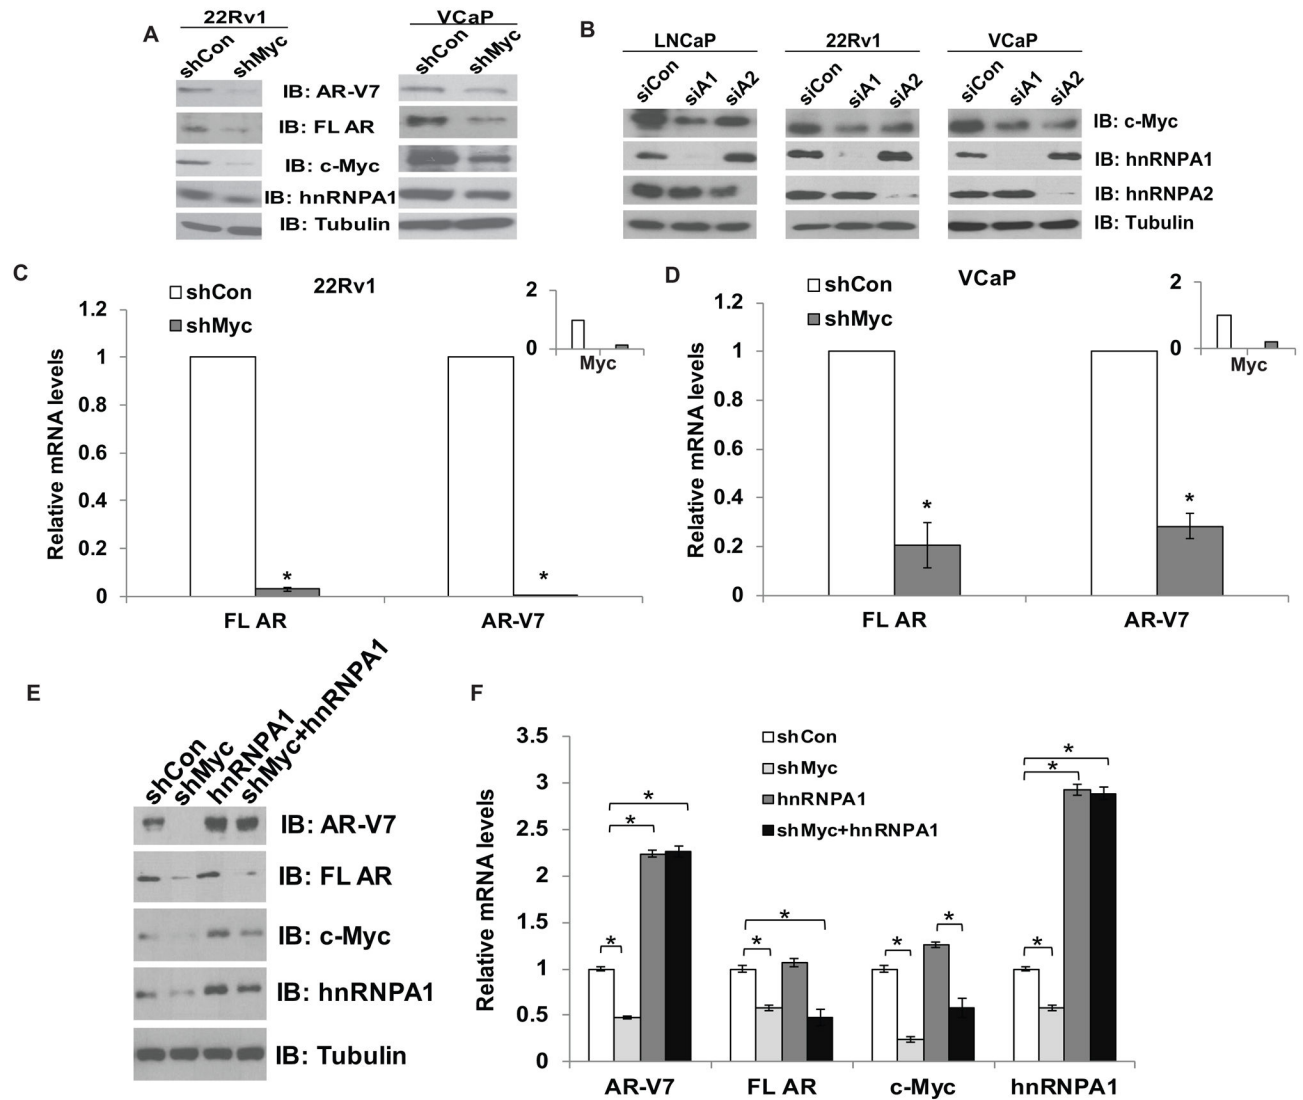 A
22Rv1
VCaP
shCon
shMyc
shCon
shMyc
IB: AR-V7
IB: FL AR
IB: c-Myc
IB: hnRNPA1
IB: Tubulin
B
LNCaP
22Rv1
VCaP
siCon
siA1
siA2
siCon
siA1
siA2
siCon
siA1
siA2
IB: c-Myc
IB: hnRNPA1
IB: hnRNPA2
IB: Tubulin
C
shCon
shMyc
22Rv1
Relative mRNA levels
1.2
1
0.8
0.6
0.4
0.2
0
*
*
FL AR
AR-V7
2
0
Myc
D
shCon
shMyc
VCaP
Relative mRNA levels
1.2
1
0.8
0.6
0.4
0.2
0
*
*
FL AR
AR-V7
2
0
Myc
E
shCon
shMyc
hnRNPA1
shMyc+hnRNPA1
IB: AR-V7
IB: FL AR
IB: c-Myc
IB: hnRNPA1
IB: Tubulin
F
shCon
shMyc
hnRNPA1
shMyc+hnRNPA1
Relative mRNA levels
3.5
3
2.5
2
1.5
1
0.5
0
*
*
*
*
*
*
*
*
*
*
AR-V7
FL AR
c-Myc
hnRNPA1